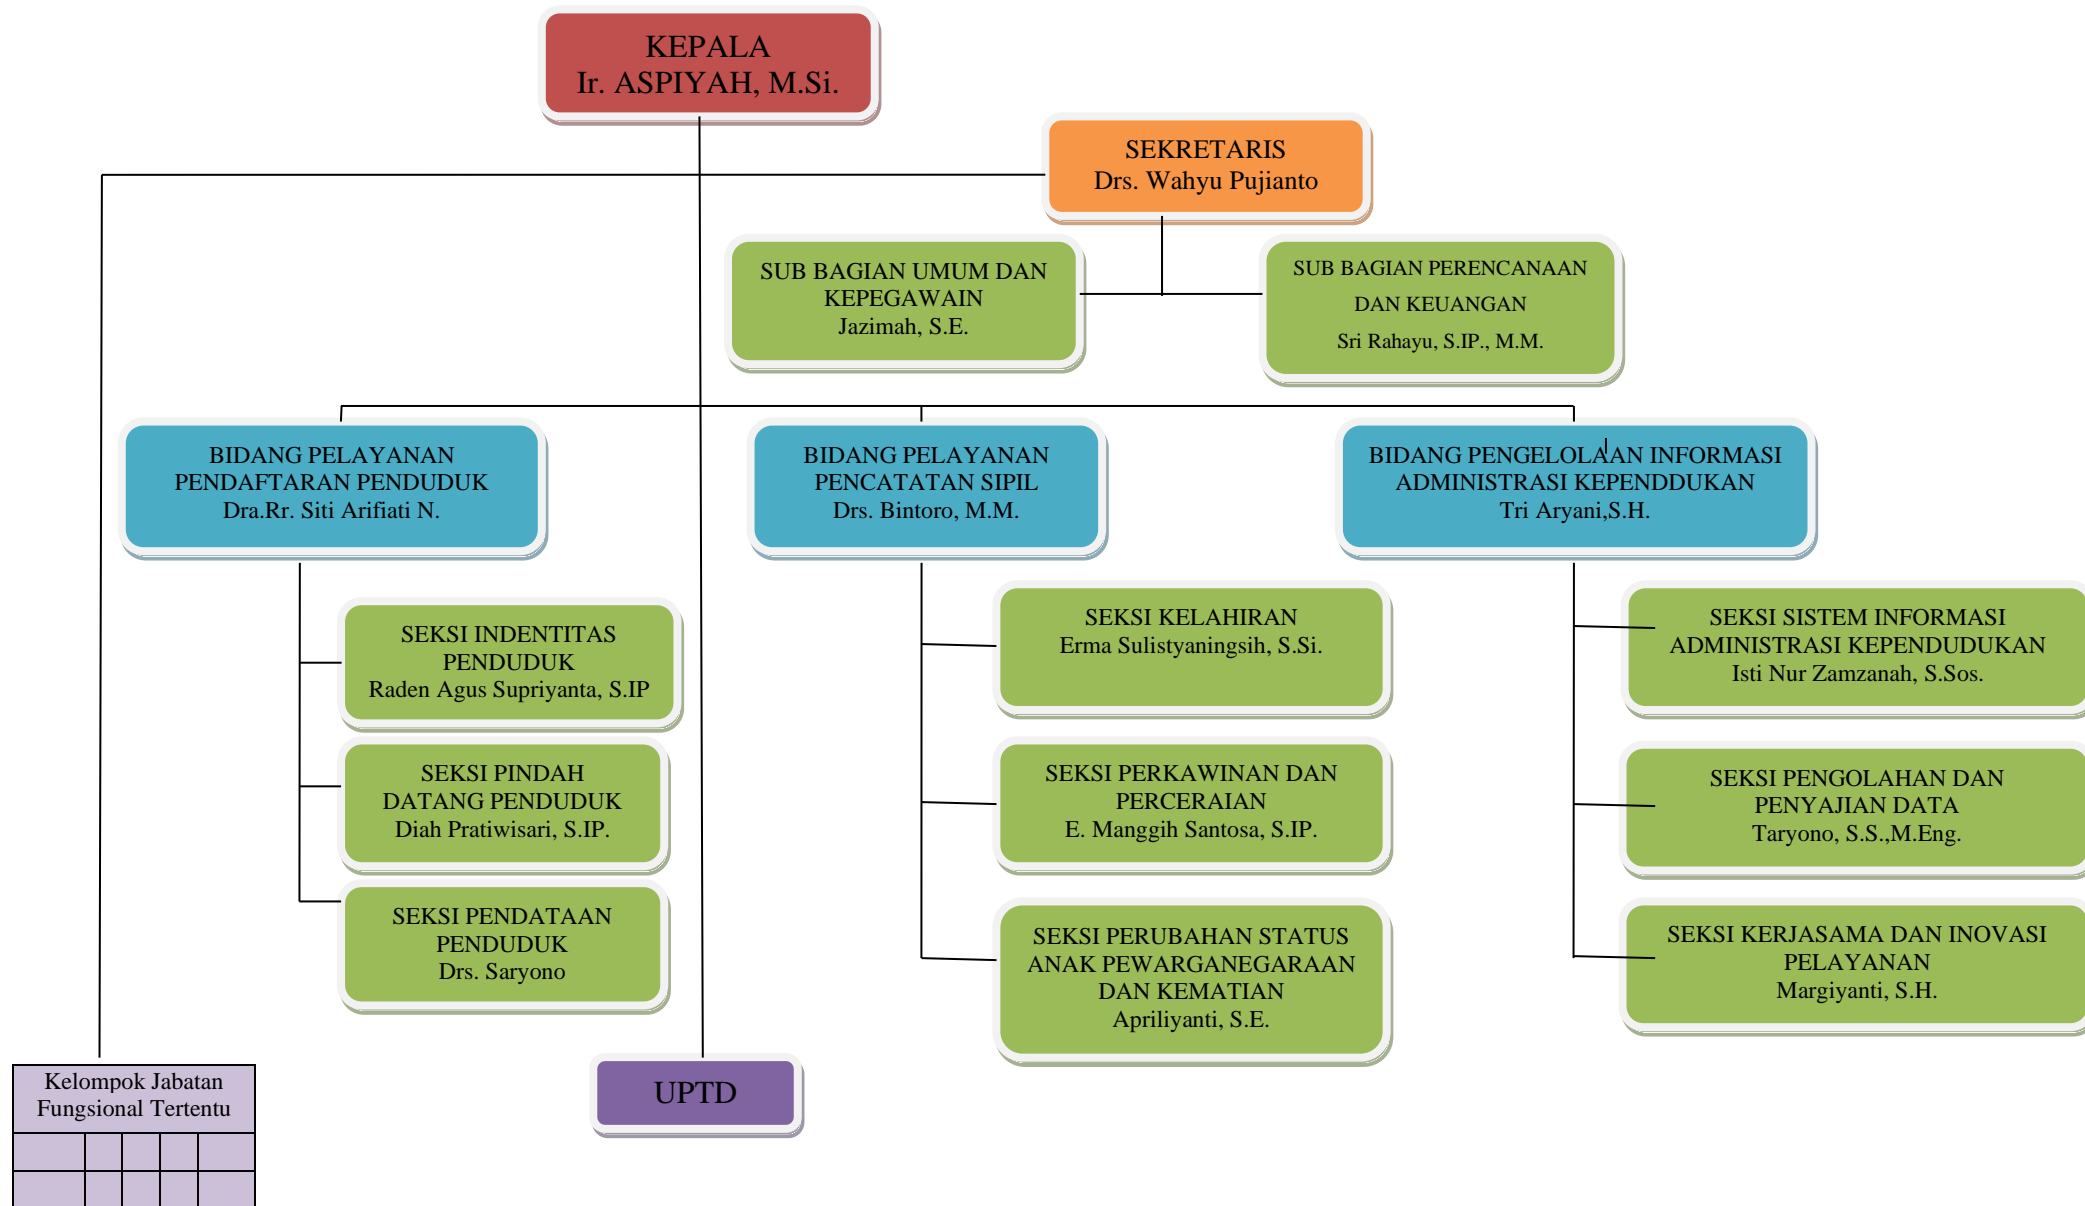 KEPALA
Ir. ASPIYAH, M.Si.
SEKRETARIS
Drs. Wahyu Pujianto
SUB BAGIAN UMUM DAN
KEPEGAWAIN
Jazimah, S.E.
SUB BAGIAN PERENCANAAN
DAN KEUANGAN
Sri Rahayu, S.IP., M.M.
BIDANG PELAYANAN
PENDAFTARAN PENDUDUK
Dra.Rr. Siti Arifiati N.
BIDANG PELAYANAN
PENCATATAN SIPIL
Drs. Bintoro, M.M.
BIDANG PENGELOLAAN INFORMASI
ADMINISTRASI KEPENDDUKAN
Tri Aryani,S.H.
SEKSI INDENTITAS
PENDUDUK
Raden Agus Supriyanta, S.IP
SEKSI PINDAH
DATANG PENDUDUK
Diah Pratiwisari, S.IP.
SEKSI PENDATAAN
PENDUDUK
Drs. Saryono
SEKSI KELAHIRAN
Erma Sulistyaningsih, S.Si.
SEKSI PERKAWINAN DAN
PERCERAIAN
E. Manggih Santosa, S.IP.
SEKSI PERUBAHAN STATUS
ANAK PEWARGANEGARAAN
DAN KEMATIAN
Apriliyanti, S.E.
SEKSI SISTEM INFORMASI
ADMINISTRASI KEPENDUDUKAN
Isti Nur Zamzanah, S.Sos.
SEKSI PENGOLAHAN DAN
PENYAJIAN DATA
Taryono, S.S.,M.Eng.
SEKSI KERJASAMA DAN INOVASI
PELAYANAN
Margiyanti, S.H.
Kelompok Jabatan
Fungsional Tertentu
UPTD